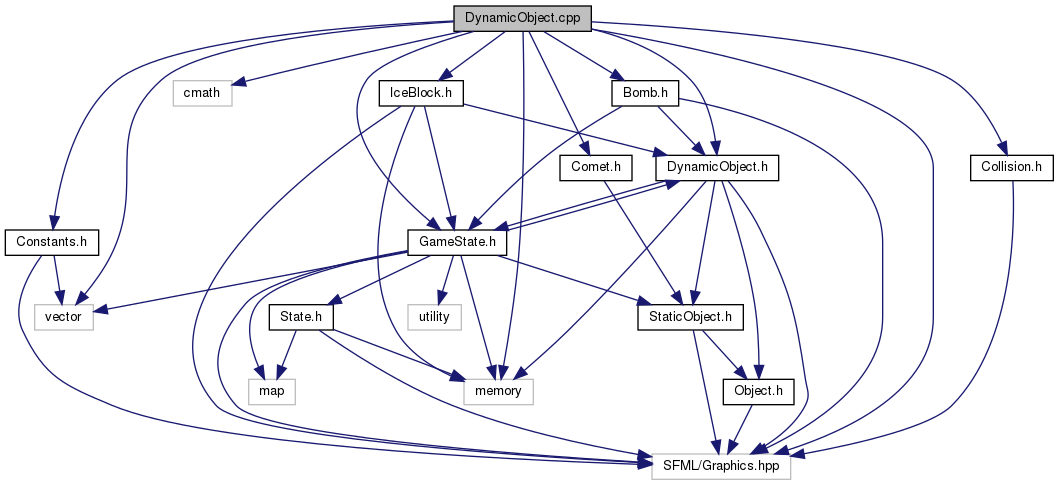 DynamicObject.cpp
cmath
IceBlock.h
Bomb.h
Comet.h
DynamicObject.h
Collision.h
Constants.h
GameState.h
vector
State.h
utility
StaticObject.h
map
memory
Object.h
SFML/Graphics.hpp